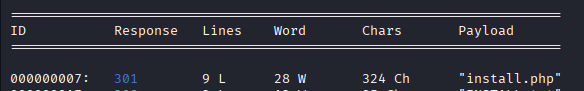 ID Response Lines Word Chars Payload
000000007: 301 9 L 28 W 324 Ch "install.php"